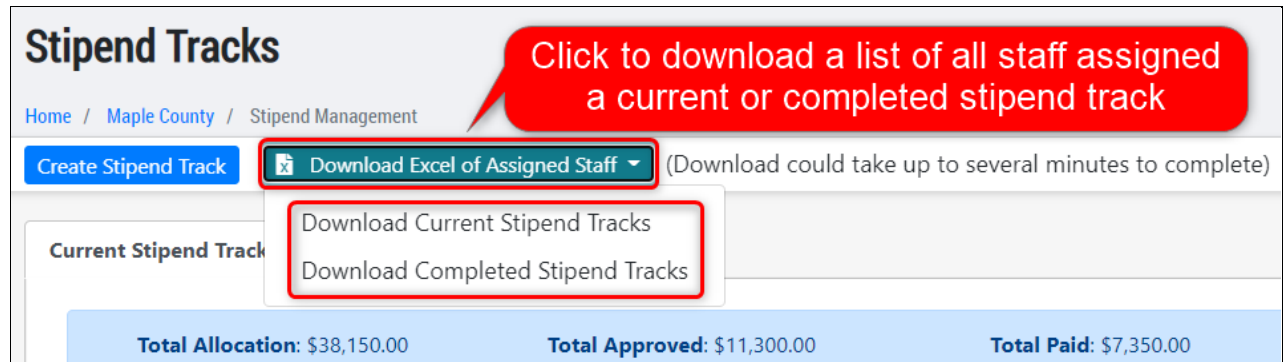 Stipend Tracks
Click to download a list of all staff assigned
a current or completed stipend track
Home / Maple County / Stipend Management
Create Stipend Track
Download Excel of Assigned Staff
(Download could take up to several minutes to complete)
Download Current Stipend Tracks
Download Completed Stipend Tracks
Current Stipend Track
Total Allocation: $38,150.00
Total Approved: $11,300.00
Total Paid: $7,350.00